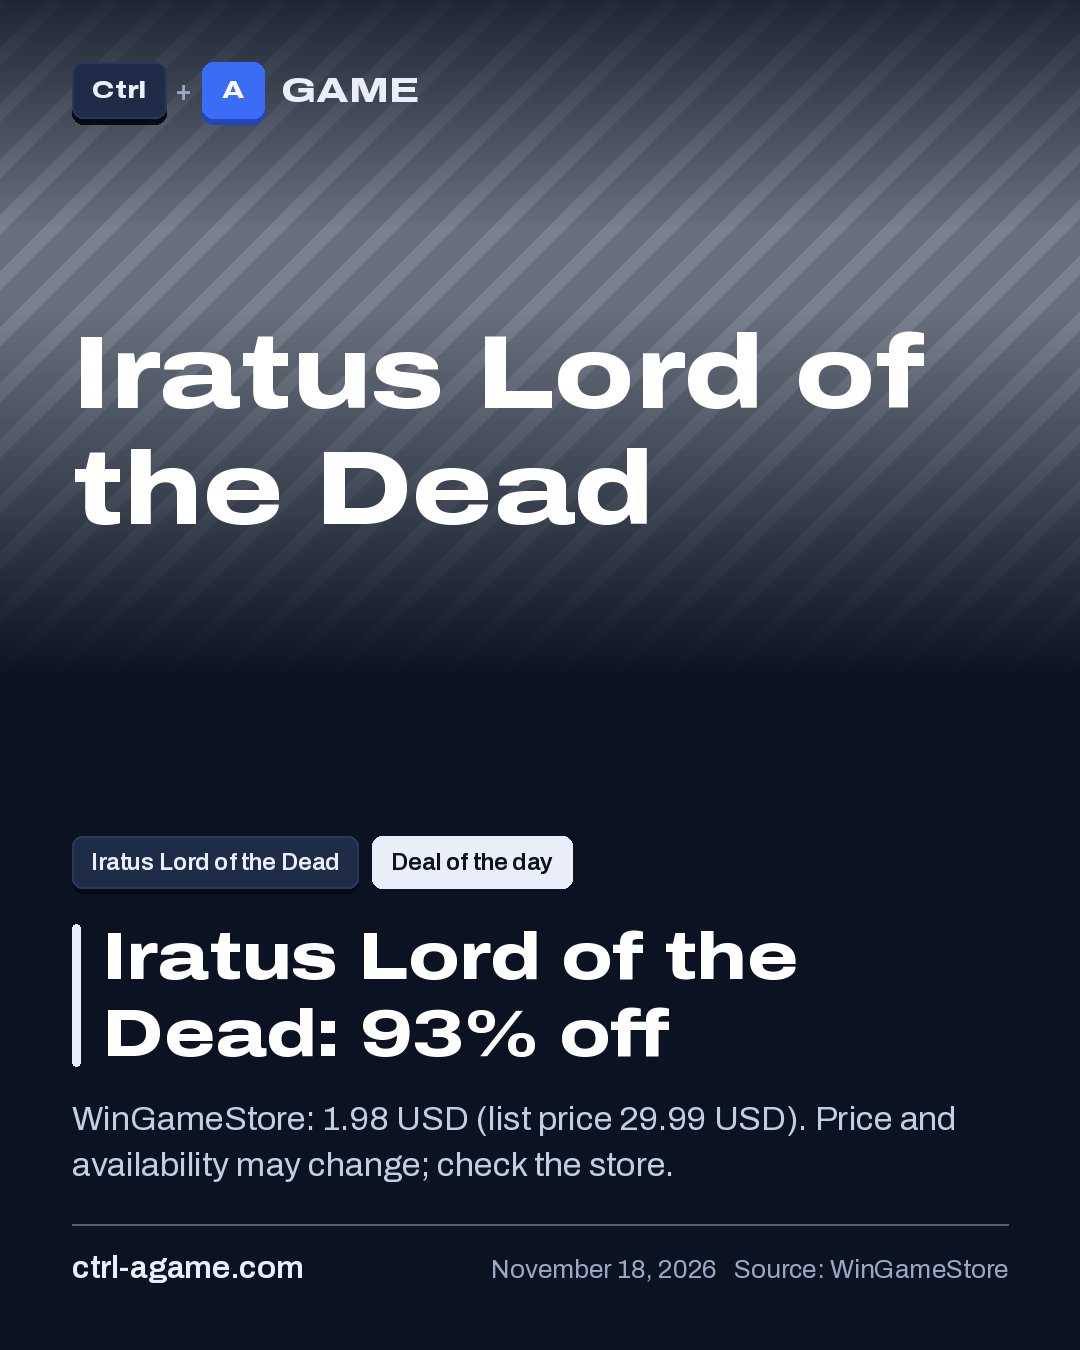 Ctrl + A GAME
Iratus Lord of
the Dead
Iratus Lord of the Dead
Deal of the day
Iratus Lord of the
Dead: 93% off
WinGameStore: 1.98 USD (list price 29.99 USD). Price and
availability may change; check the store.
ctrl-agame.com
November 18, 2026 Source: WinGameStore